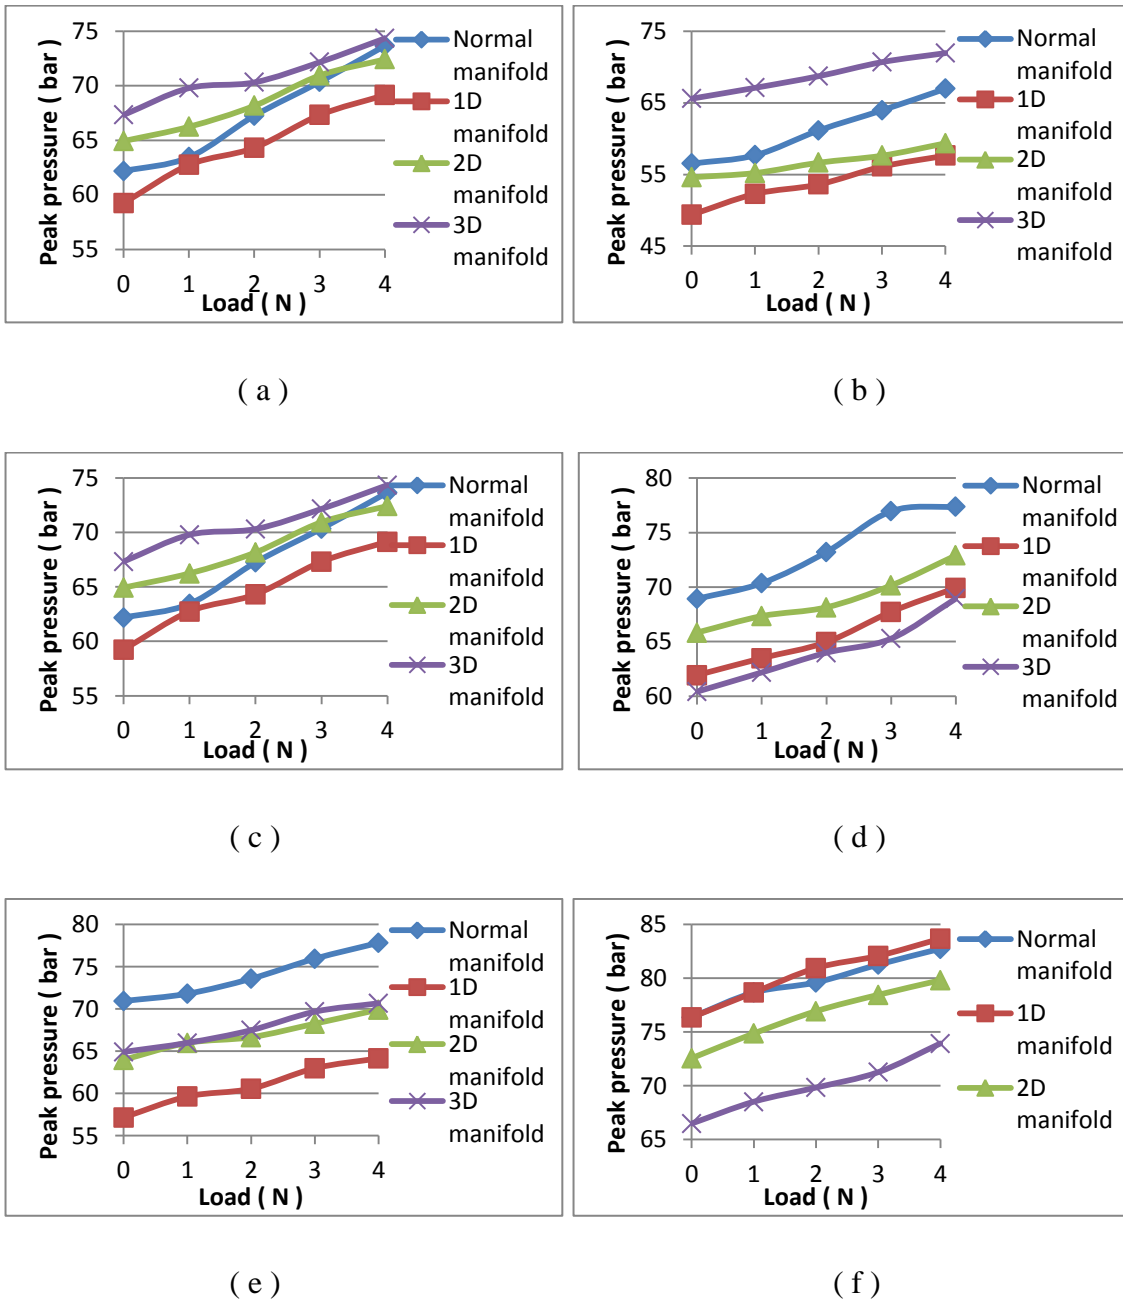 Peak pressure ( bar )
75
70
65
60
55
0 1 2 3 4
Load ( N )
Normal
manifold
1D
manifold
2D
manifold
3D
manifold
( a )
Peak pressure ( bar )
75
65
55
45
0 1 2 3 4
Load ( N )
Normal
manifold
1D
manifold
2D
manifold
3D
manifold
( b )
Peak pressure ( bar )
75
70
65
60
55
0 1 2 3 4
Load ( N )
Normal
manifold
1D
manifold
2D
manifold
3D
manifold
( c )
Peak pressure ( bar )
80
75
70
65
60
0 1 2 3 4
Load ( N )
Normal
manifold
1D
manifold
2D
manifold
3D
manifold
( d )
Peak pressure ( bar )
80
75
70
65
60
55
0 1 2 3 4
Load ( N )
Normal
manifold
1D
manifold
2D
manifold
3D
manifold
( e )
Peak pressure ( bar )
85
80
75
70
65
0 1 2 3 4
Load ( N )
Normal
manifold
1D
manifold
2D
manifold
( f )